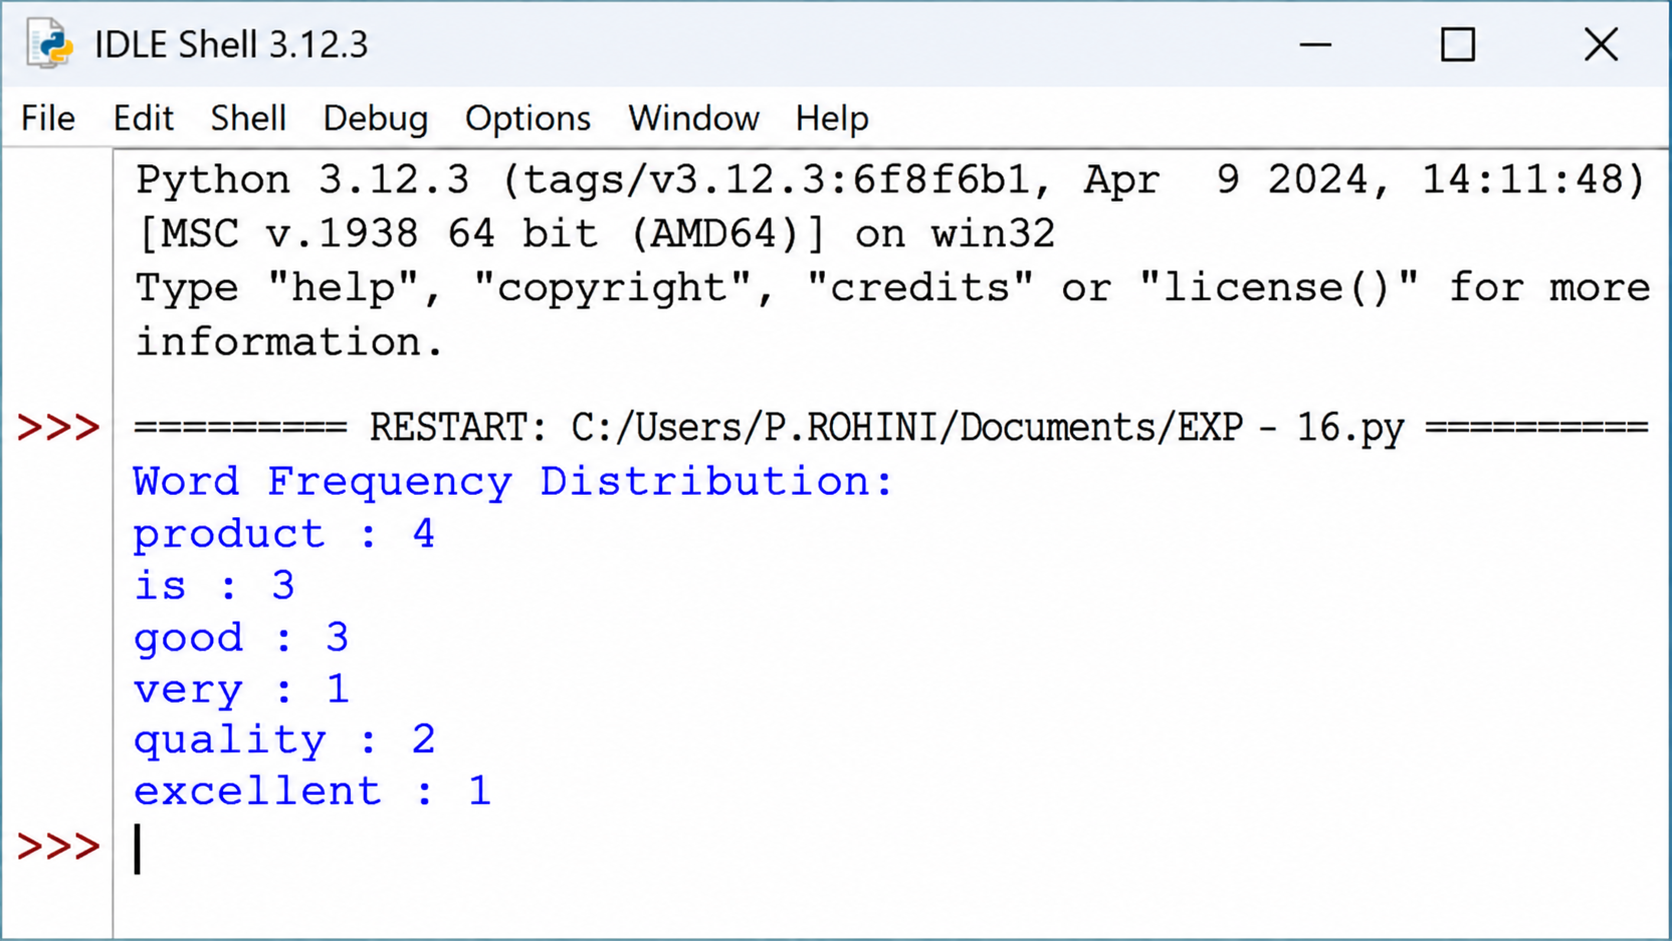 IDLE Shell 3.12.3
File Edit Shell Debug Options Window Help
Python 3.12.3 (tags/v3.12.3:6f8f6b1, Apr  9 2024, 14:11:48)
[MSC v.1938 64 bit (AMD64)] on win32
Type "help", "copyright", "credits" or "license()" for more
information.
>>> ========= RESTART: C:/Users/P.ROHINI/Documents/EXP - 16.py ==========
Word Frequency Distribution:
product : 4
is : 3
good : 3
very : 1
quality : 2
excellent : 1
>>>